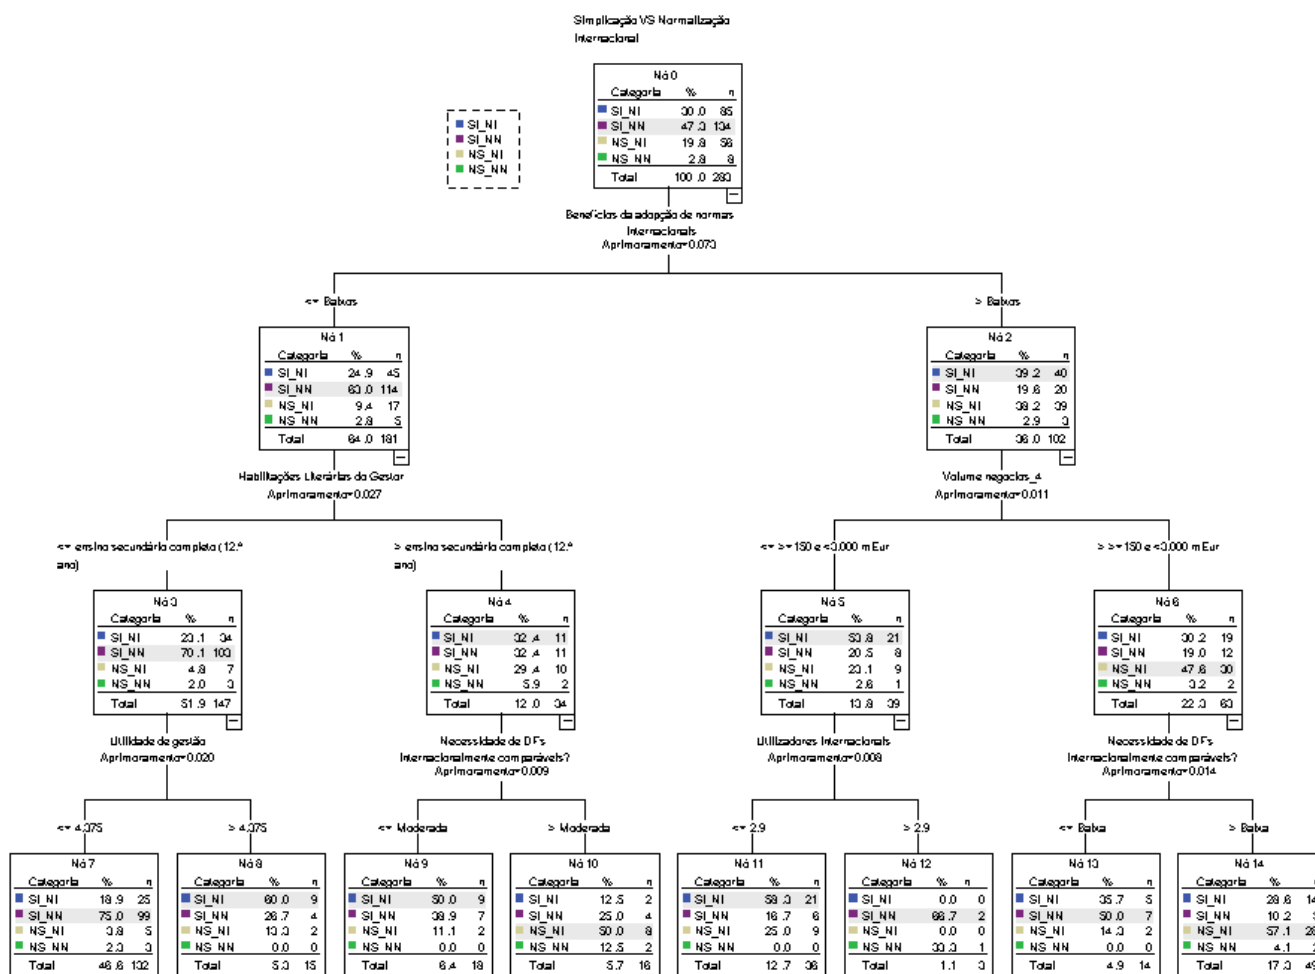 Simplicação VS Normalização
Internacional
SI_NI
SI_NN
NS_NI
NS_NN
Nó 0
Categoria % n
SI_NI 30.0 85
SI_NN 47.3 134
NS_NI 19.8 56
NS_NN 2.8 8
Total 100.0 283
Benefícios da adopção de normas
Internacionais
Aprimoramento=0.073
<= Baixos
> Baixos
Nó 1
Categoria % n
SI_NI 24.9 45
SI_NN 63.0 114
NS_NI 9.4 17
NS_NN 2.8 5
Total 64.0 181
Habilitações Literárias do Gestor
Aprimoramento=0.027
Nó 2
Categoria % n
SI_NI 39.2 40
SI_NN 19.6 20
NS_NI 38.2 39
NS_NN 2.9 3
Total 36.0 102
Volume negocios_4
Aprimoramento=0.011
<= ensino secundário completo (12.º
ano)
> ensino secundário completo (12.º
ano)
<= >=150 e <3.000 mEur
> >=150 e <3.000 mEur
Nó 3
Categoria % n
SI_NI 23.1 34
SI_NN 70.1 103
NS_NI 4.8 7
NS_NN 2.0 3
Total 51.9 147
Utilidade de gestão
Aprimoramento=0.020
Nó 4
Categoria % n
SI_NI 32.4 11
SI_NN 32.4 11
NS_NI 29.4 10
NS_NN 5.9 2
Total 12.0 34
Necessidade de DFs
Internacionalmente comparáveis?
Aprimoramento=0.009
Nó 5
Categoria % n
SI_NI 53.8 21
SI_NN 20.5 8
NS_NI 23.1 9
NS_NN 2.6 1
Total 13.8 39
Utilizadores Internacionais
Aprimoramento=0.008
Nó 6
Categoria % n
SI_NI 30.2 19
SI_NN 19.0 12
NS_NI 47.6 30
NS_NN 3.2 2
Total 22.3 63
Necessidade de DFs
Internacionalmente comparáveis?
Aprimoramento=0.014
<= 4.375
> 4.375
<= Moderada
> Moderada
<= 2.9
> 2.9
<= Baixa
> Baixa
Nó 7
Categoria % n
SI_NI 18.9 25
SI_NN 75.0 99
NS_NI 3.8 5
NS_NN 2.3 3
Total 46.6 132
Nó 8
Categoria % n
SI_NI 60.0 9
SI_NN 26.7 4
NS_NI 13.3 2
NS_NN 0.0 0
Total 5.3 15
Nó 9
Categoria % n
SI_NI 50.0 9
SI_NN 38.9 7
NS_NI 11.1 2
NS_NN 0.0 0
Total 6.4 18
Nó 10
Categoria % n
SI_NI 12.5 2
SI_NN 25.0 4
NS_NI 50.0 8
NS_NN 12.5 2
Total 5.7 16
Nó 11
Categoria % n
SI_NI 58.3 21
SI_NN 16.7 6
NS_NI 25.0 9
NS_NN 0.0 0
Total 12.7 36
Nó 12
Categoria % n
SI_NI 0.0 0
SI_NN 66.7 2
NS_NI 0.0 0
NS_NN 33.3 1
Total 1.1 3
Nó 13
Categoria % n
SI_NI 35.7 5
SI_NN 50.0 7
NS_NI 14.3 2
NS_NN 0.0 0
Total 4.9 14
Nó 14
Categoria % n
SI_NI 28.6 14
SI_NN 10.2
NS_NI 57.1
NS_NN 4.1
Total 17.3